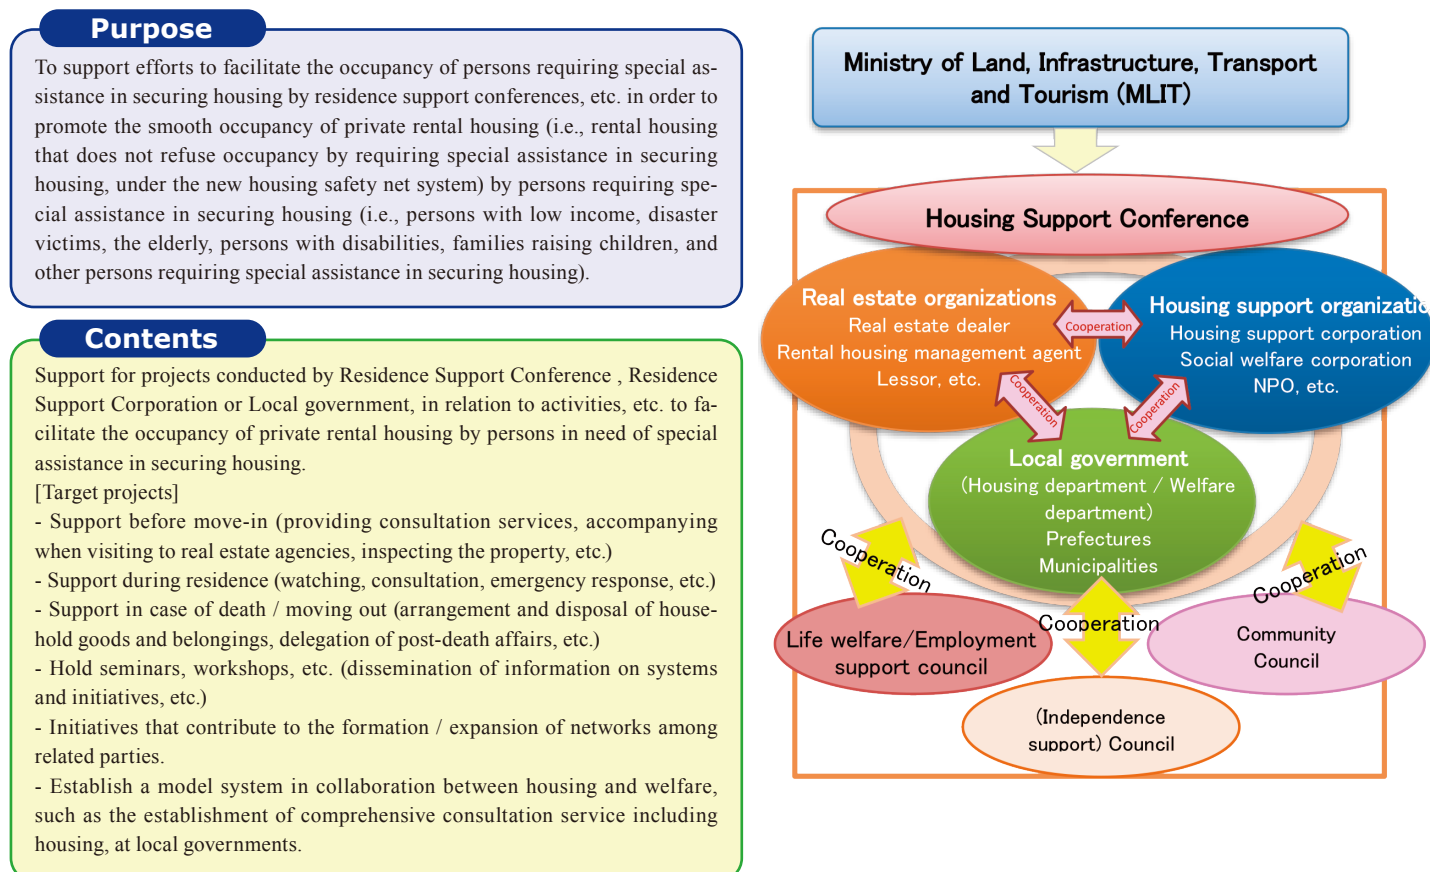 Purpose
To support efforts to facilitate the occupancy of persons requiring special as-
sistance in securing housing by residence support conferences, etc. in order to
promote the smooth occupancy of private rental housing (i.e., rental housing
that does not refuse occupancy by requiring special assistance in securing
housing, under the new housing safety net system) by persons requiring spe-
cial assistance in securing housing (i.e., persons with low income, disaster
victims, the elderly, persons with disabilities, families raising children, and
other persons requiring special assistance in securing housing).
Contents
Support for projects conducted by Residence Support Conference , Residence
Support Corporation or Local government, in relation to activities, etc. to fa-
cilitate the occupancy of private rental housing by persons in need of special
assistance in securing housing.
[Target projects]
- Support before move-in (providing consultation services, accompanying
when visiting to real estate agencies, inspecting the property, etc.)
- Support during residence (watching, consultation, emergency response, etc.)
- Support in case of death / moving out (arrangement and disposal of house-
hold goods and belongings, delegation of post-death affairs, etc.)
- Hold seminars, workshops, etc. (dissemination of information on systems
and initiatives, etc.)
- Initiatives that contribute to the formation / expansion of networks among
related parties.
- Establish a model system in collaboration between housing and welfare,
such as the establishment of comprehensive consultation service including
housing, at local governments.
Ministry of Land, Infrastructure, Transport
and Tourism (MLIT)
Housing Support Conference
Real estate organizations
Real estate dealer
Rental housing management agent
Lessor, etc.
Cooperation
Housing support organizatio
Housing support corporation
Social welfare corporation
NPO, etc.
Cooperation
Cooperation
Local government
(Housing department / Welfare
department)
Prefectures
Municipalities
Cooperation
Cooperation
Cooperation
Life welfare/Employment
support council
Community
Council
(Independence
support) Council